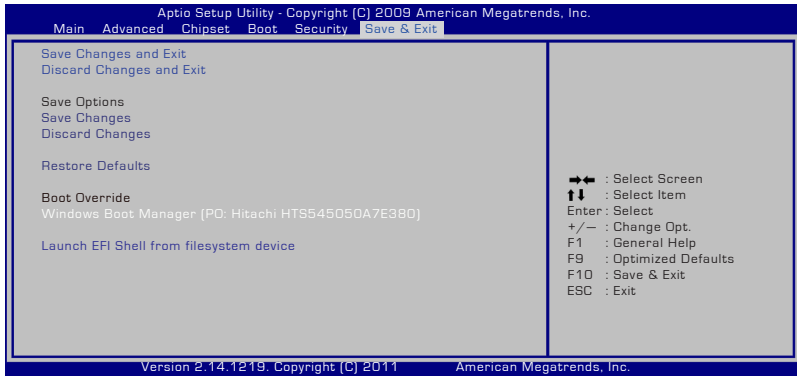 Aptio Setup Utility - Copyright (C) 2009 American Megatrends, Inc.
Main Advanced Chipset Boot Security Save & Exit
Save Changes and Exit
Discard Changes and Exit
Save Options
Save Changes
Discard Changes
Restore Defaults
Boot Override
Windows Boot Manager (PO: Hitachi HTS545050A7E380)
Launch EFI Shell from filesystem device
→← : Select Screen
↑↓ : Select Item
Enter : Select
+/— : Change Opt.
F1 : General Help
F9 : Optimized Defaults
F10 : Save & Exit
ESC : Exit
Version 2.14.1219. Copyright (C) 2011 American Megatrends, Inc.